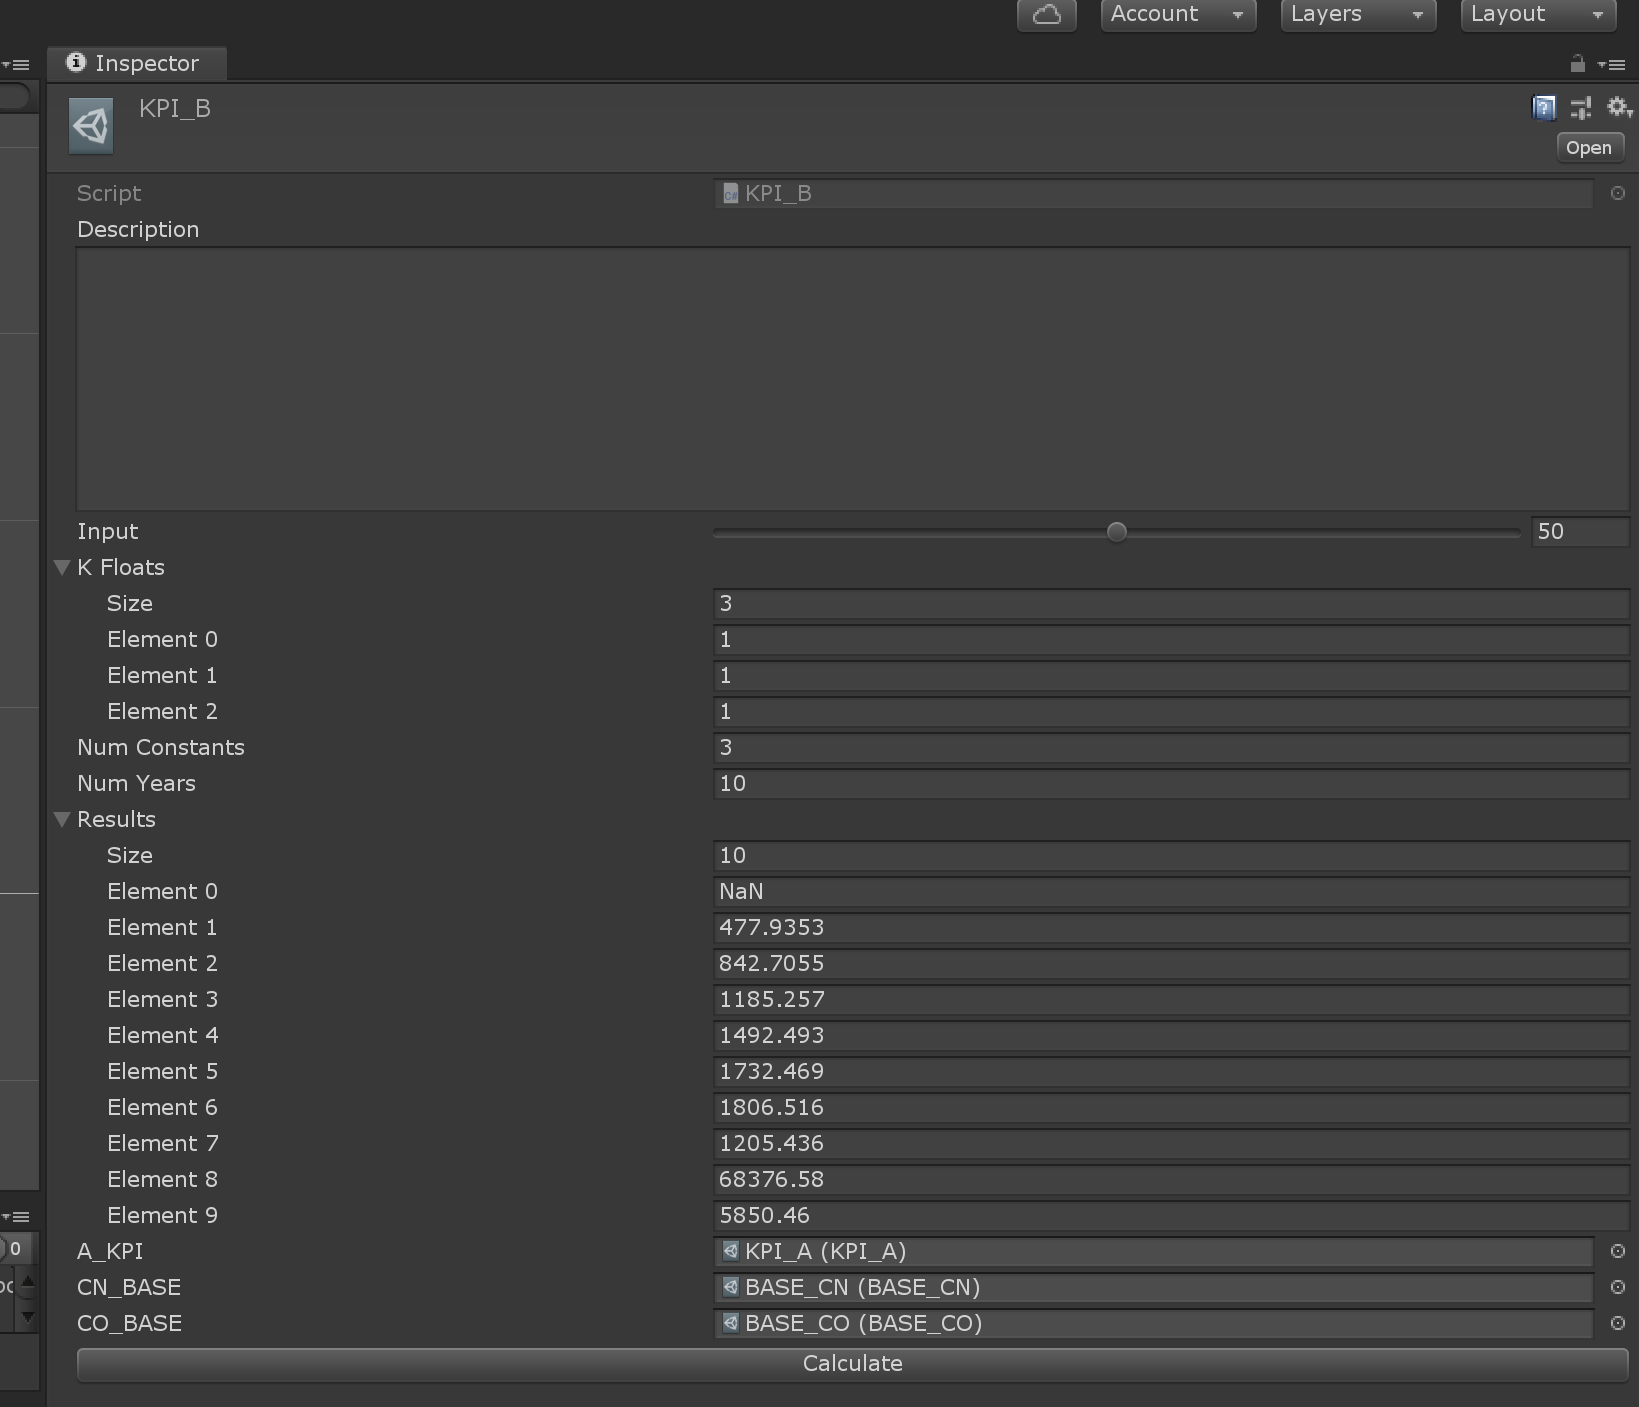 Account Layers Layout
Inspector
KPI_B
Open
Script KPI_B
Description
Input 50
K Floats
Size 3
Element 0 1
Element 1 1
Element 2 1
Num Constants 3
Num Years 10
Results
Size 10
Element 0 NaN
Element 1 477.9353
Element 2 842.7055
Element 3 1185.257
Element 4 1492.493
Element 5 1732.469
Element 6 1806.516
Element 7 1205.436
Element 8 68376.58
Element 9 5850.46
0
A_KPI KPI_A (KPI_A)
CN_BASE BASE_CN (BASE_CN)
CO_BASE BASE_CO (BASE_CO)
Calculate